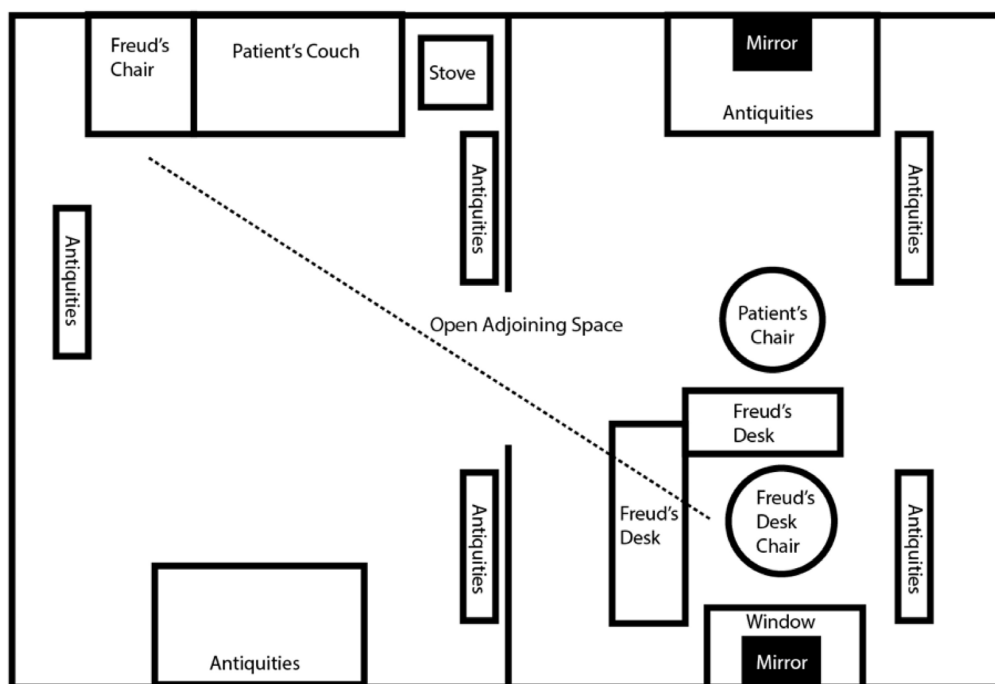 Freud's
Chair
Patient's Couch
Stove
Mirror
Antiquities
Antiquities
Antiquities
Antiquities
Open Adjoining Space
Patient's
Chair
Freud's
Desk
Freud's
Desk
Freud's
Desk
Chair
Antiquities
Antiquities
Antiquities
Window
Mirror